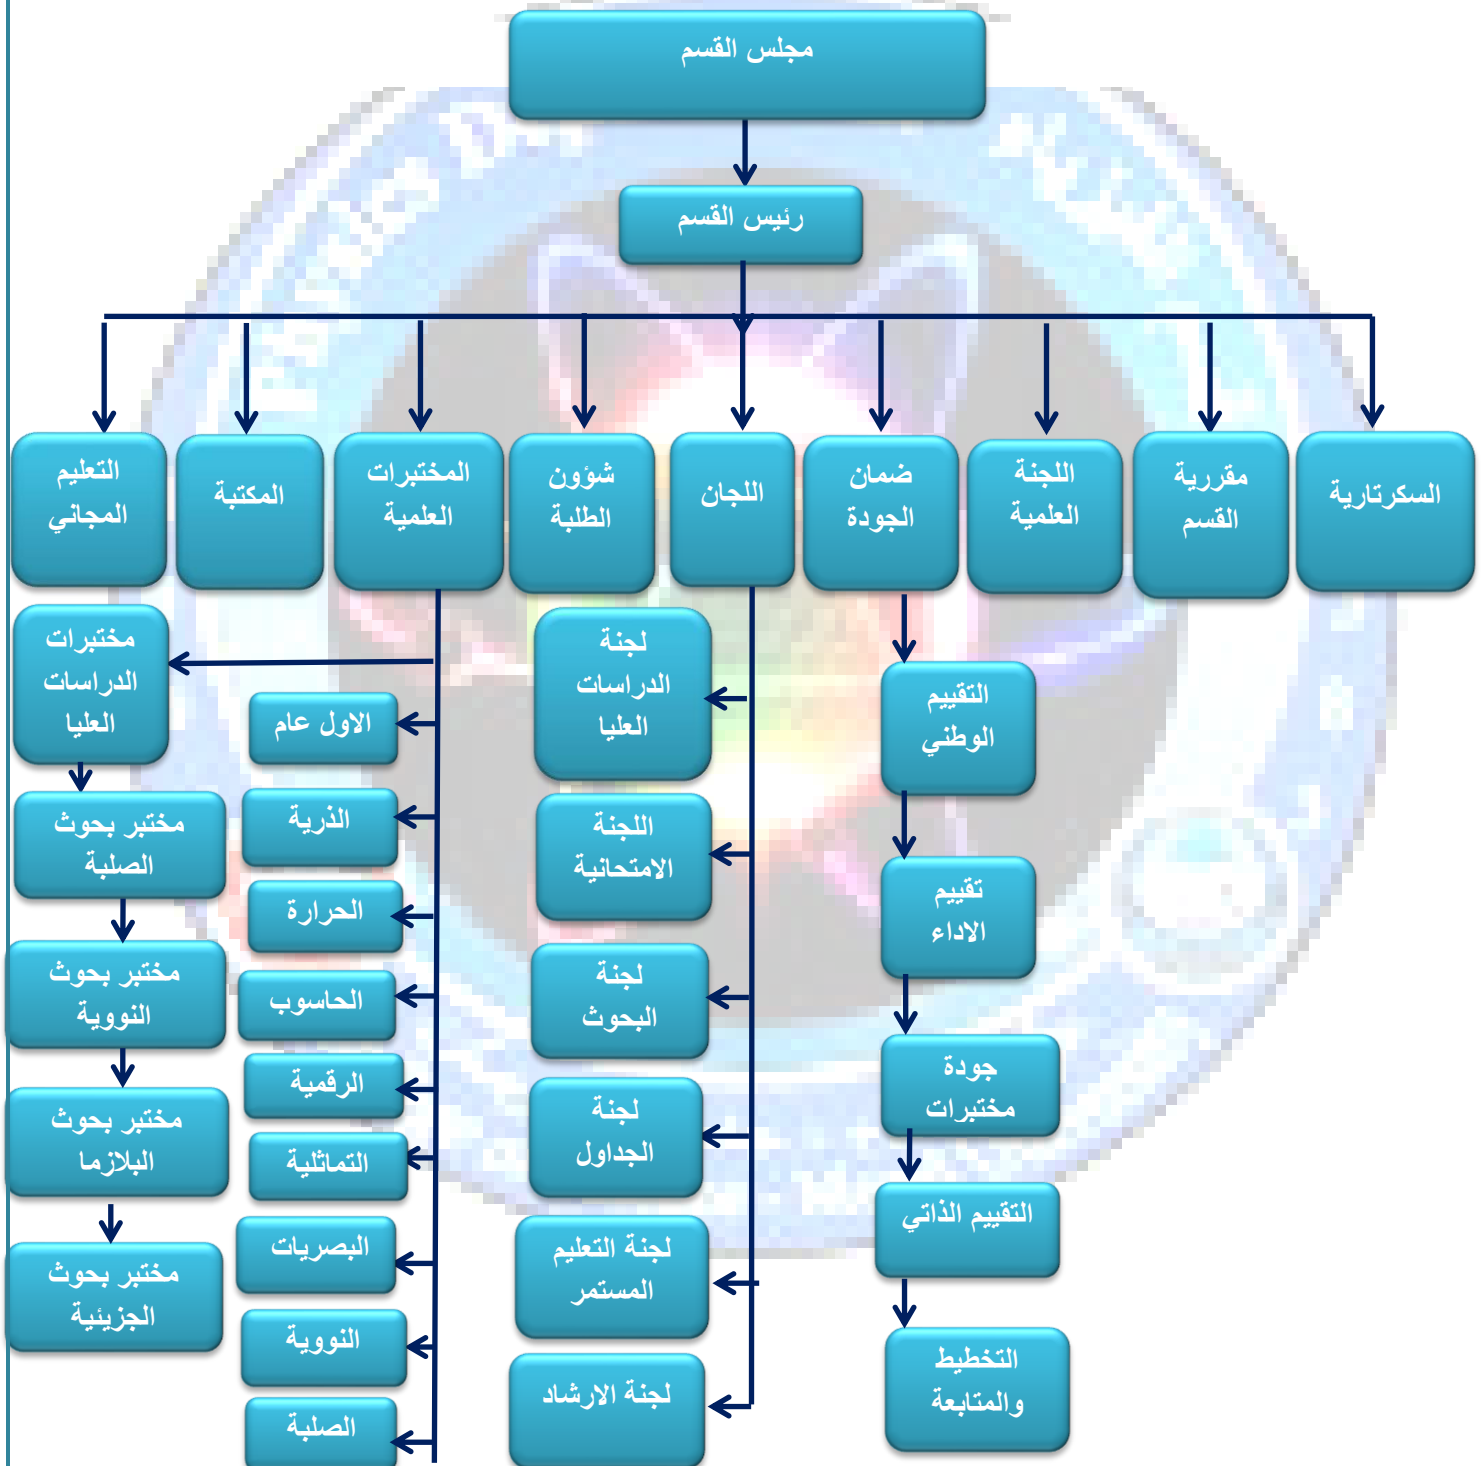 مجلس القسم
رئيس القسم
السكرتارية
مقررية
القسم
اللجنة
العلمية
ضمان
الجودة
اللجان
شؤون
الطلبة
المختبرات
العلمية
المكتبة
التعليم
المجاني
التقييم
الوطني
تقييم
الاداء
جودة
مختبرات
التقييم الذاتي
التخطيط
والمتابعة
لجنة
الدراسات
العليا
اللجنة
الامتحانية
لجنة
البحوث
لجنة
الجداول
لجنة التعليم
المستمر
لجنة الارشاد
الاول عام
الذرية
الحرارة
الحاسوب
الرقمية
التماثلية
البصريات
النووية
الصلبة
مختبرات
الدراسات
العليا
مختبر بحوث
الصلبة
مختبر بحوث
النووية
مختبر بحوث
البلازما
مختبر بحوث
الجزيئية